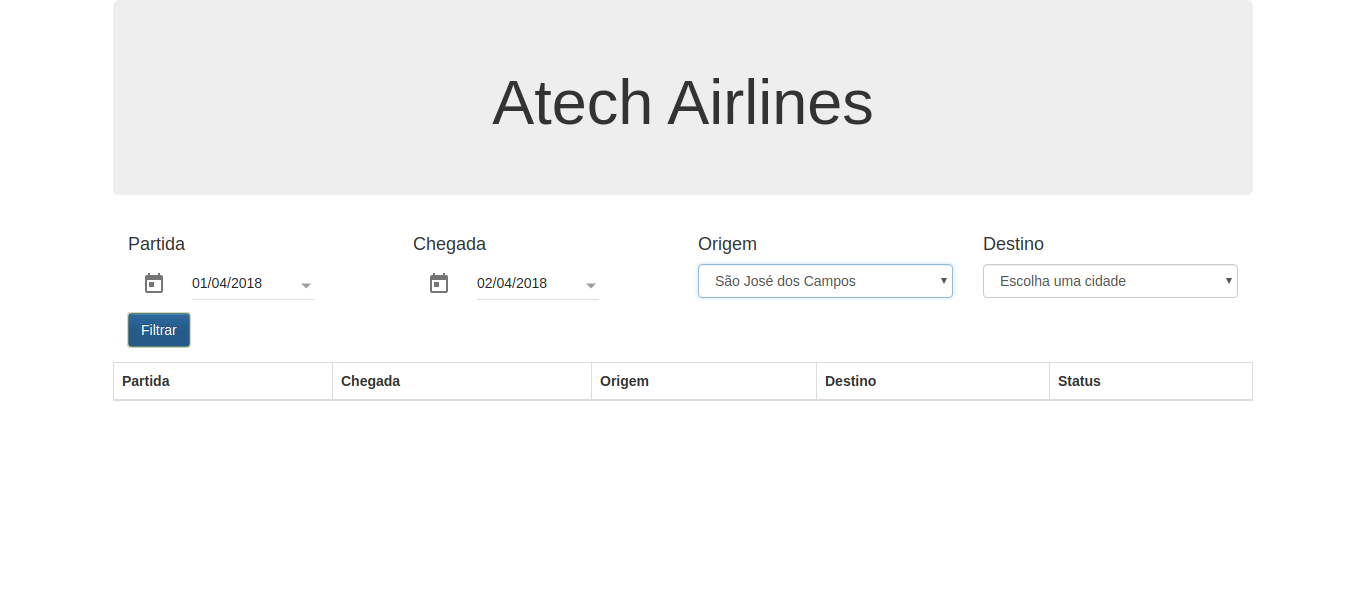 Atech Airlines
Partida Chegada Origem Destino
01/04/2018 02/04/2018 São José dos Campos Escolha uma cidade
Filtrar
Partida Chegada Origem Destino Status